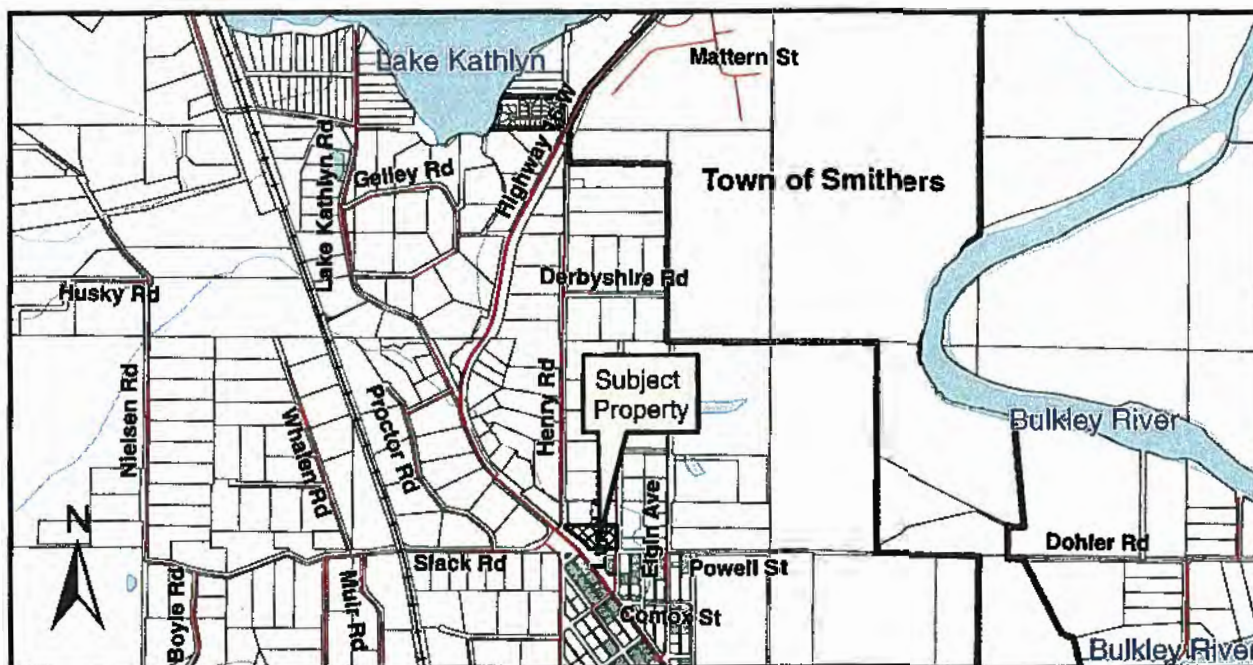 Lake Kathlyn
Mattern St
Lake Kathlyn Rd
Gelley Rd
Highway
W
Town of Smithers
Husky Rd
Derbyshire Rd
Subject
Property
Nielsen Rd
Whalen Rd
Proctor Rd
Henry Rd
Bulkley River
N
Elgin Ave
Slack Rd
Powell St
Dohler Rd
Boyle Rd
Muir Rd
Comox St
Bulkley River